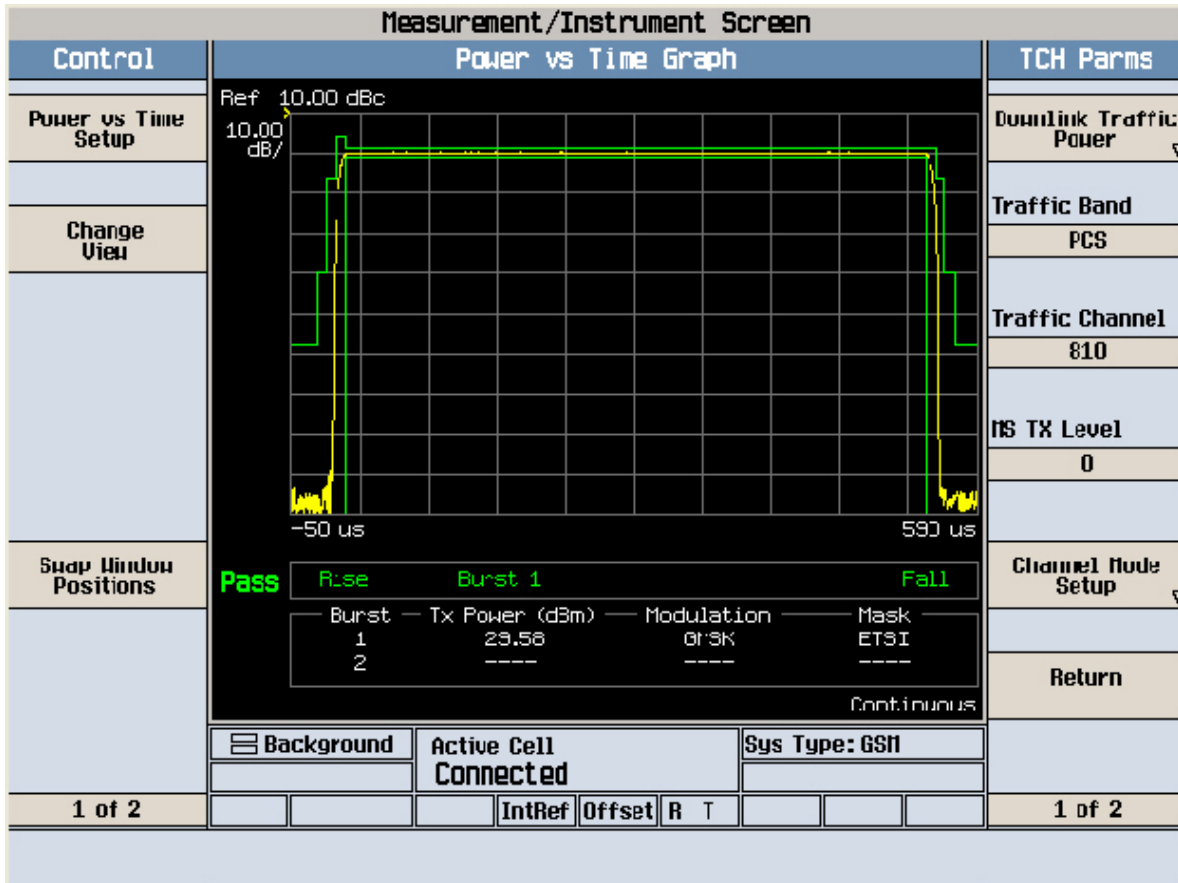 Measurement/Instrument Screen
Control
Power vs Time Graph
TCH Parms
Power vs Time
Setup
Change
View
Swap Window
Positions
1 of 2
Ref 10.00 dBc
10.00
dB/
-50 us
590 us
Pass
Rise
Burst 1
Fall
Burst
Tx Power (dBm)
Modulation
Mask
1
29.58
GMSK
ETSI
2
----
----
----
Continuous
Downlink Traffic
Power
Traffic Band
PCS
Traffic Channel
810
MS TX Level
0
Channel Mode
Setup
Return
1 of 2
Background
Active Cell
Connected
Sys Type: GSM
IntRef
Offset
R T